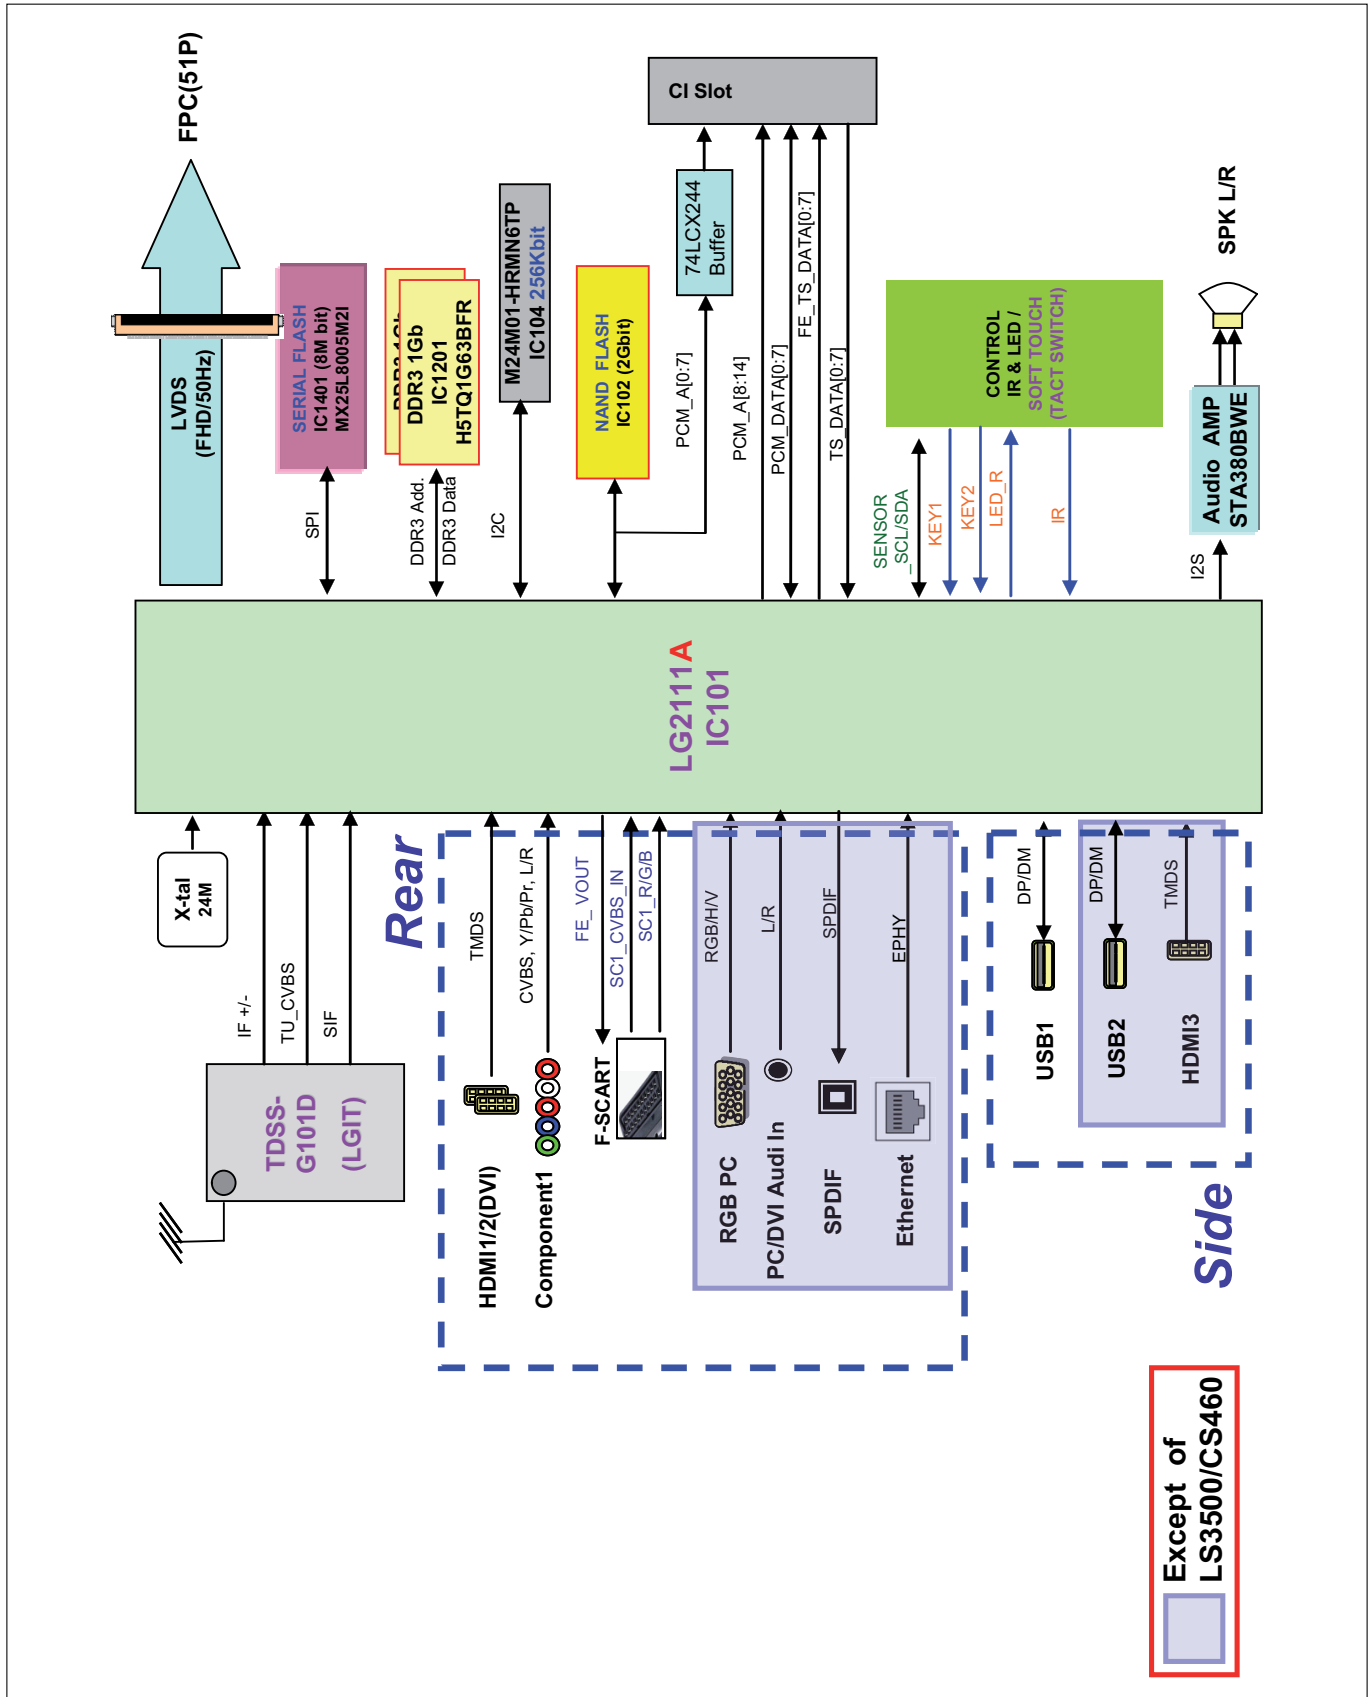 X-tal
24M
TDSS-
G101D
(LGIT)
IF +/-
TU_CVBS
SIF
Rear
HDMI1/2(DVI)
TMDS
Component1
CVBS, Y/Pb/Pr, L/R
F-SCART
FE_ VOUT
SC1_CVBS_IN
SC1_R/G/B
RGB PC
RGB/H/V
PC/DVI Audi In
L/R
SPDIF
SPDIF
Ethernet
EPHY
Side
USB1
DP/DM
USB2
DP/DM
HDMI3
TMDS
Except of
LS3500/CS460
LG2111A
IC101
LVDS
(FHD/50Hz)
FPC(51P)
SPI
SERIAL FLASH
IC1401 (8M bit)
MX25L8005M2I
DDR3 Add.
DDR3 Data
DDR3 1Gb
DDR3 1Gb
IC1201
H5TQ1G63BFR
I2C
M24M01-HRMN6TP
IC104 256Kbit
NAND FLASH
IC102 (2Gbit)
PCM_A[0:7]
74LCX244
Buffer
CI Slot
PCM_A[8:14]
PCM_DATA[0:7]
FE_TS_DATA[0:7]
TS_DATA[0:7]
SENSOR
_SCL/SDA
KEY1
KEY2
LED_R
IR
CONTROL
IR & LED /
SOFT TOUCH
(TACT SWITCH)
I2S
Audio AMP
STA380BWE
SPK L/R